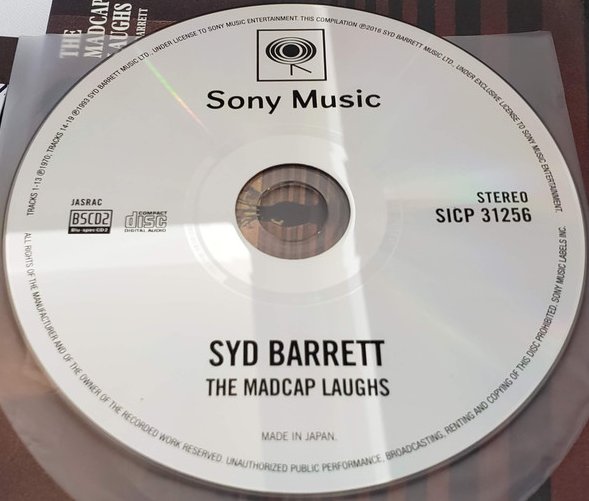 THE
MADCAP
LAUGHS
BARRETT
TRACKS 1-13 ℗1970; TRACKS 14-19 ℗1993 SYD BARRETT MUSIC LTD., UNDER LICENSE TO SONY MUSIC ENTERTAINMENT. THIS COMPILATION ℗2016 SYD BARRETT MUSIC LTD., UNDER EXCLUSIVE LICENSE TO SONY MUSIC ENTERTAINMENT.
Sony Music
JASRAC
BSCD2
Blu-spec CD2
COMPACT
disc
DIGITAL AUDIO
STEREO
SICP 31256
SYD BARRETT
THE MADCAP LAUGHS
MADE IN JAPAN.
ALL RIGHTS OF THE MANUFACTURER AND OF THE OWNER OF THE RECORDED WORK RESERVED. UNAUTHORIZED PUBLIC PERFORMANCE, BROADCASTING, RENTING AND COPYING OF THIS DISC PROHIBITED. SONY MUSIC LABELS INC.